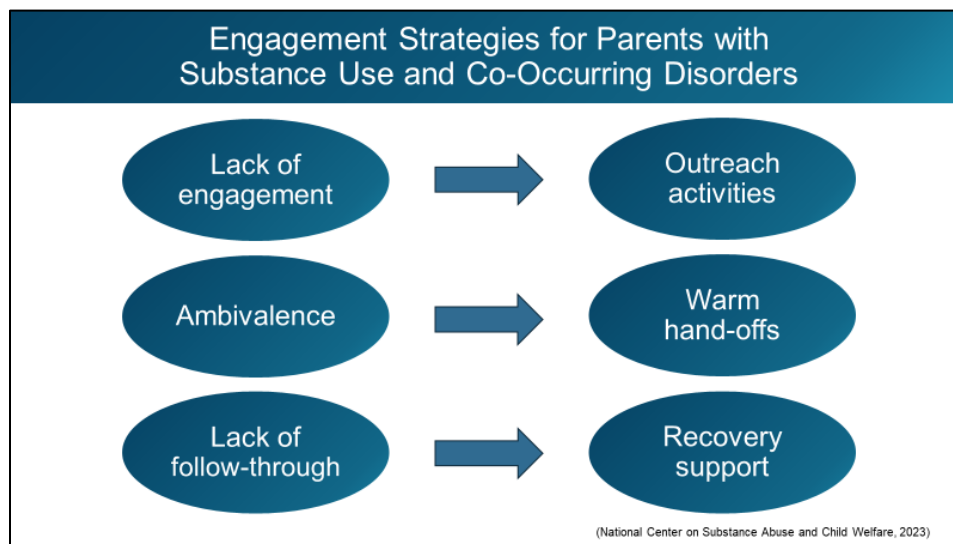 Engagement Strategies for Parents with
Substance Use and Co-Occurring Disorders
Lack of
engagement
Outreach
activities
Ambivalence
Warm
hand-offs
Lack of
follow-through
Recovery
support
(National Center on Substance Abuse and Child Welfare, 2023)